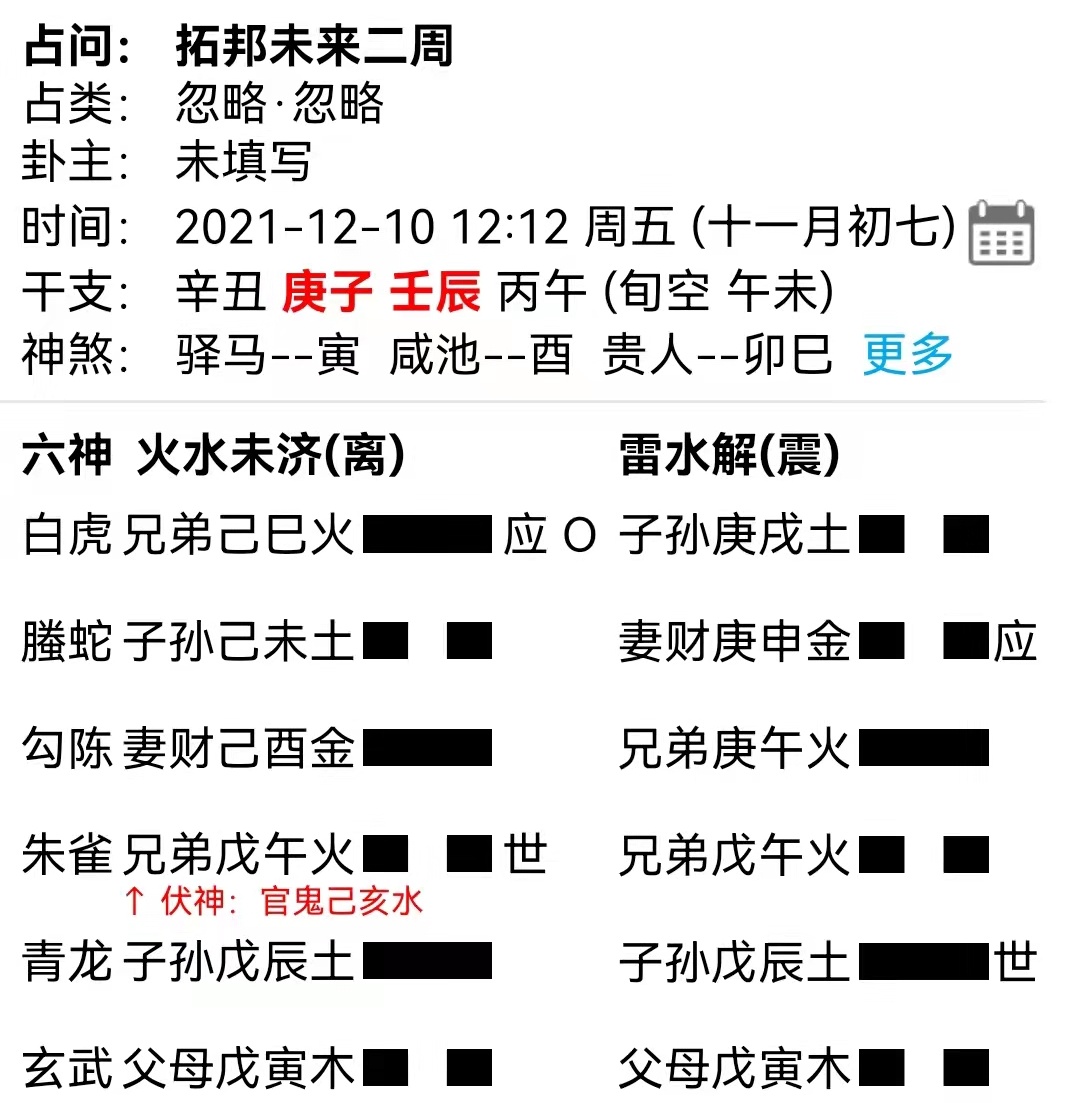 占问： 拓邦未来二周
占类： 忽略·忽略
卦主： 未填写
时间： 2021-12-10 12:12 周五 (十一月初七)
干支： 辛丑 庚子 壬辰 丙午 (旬空 午未)
神煞： 驿马--寅 咸池--酉 贵人--卯巳 更多
六神 火水未济(离) 雷水解(震)
白虎 兄弟己巳火 应 O 子孙庚戌土
螣蛇 子孙己未土 妻财庚申金 应
勾陈 妻财己酉金 兄弟庚午火
朱雀 兄弟戊午火 世 兄弟戊午火
↑ 伏神：官鬼己亥水
青龙 子孙戊辰土 子孙戊辰土 世
玄武 父母戊寅木 父母戊寅木